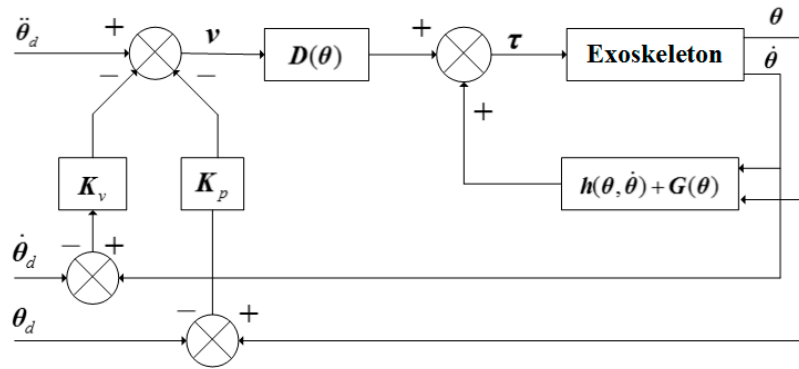 θ̈_d + v D(θ) + τ Exoskeleton θ
− − θ̇
+
K_v K_p h(θ,θ̇)+G(θ)
θ̇_d − +
θ_d − +